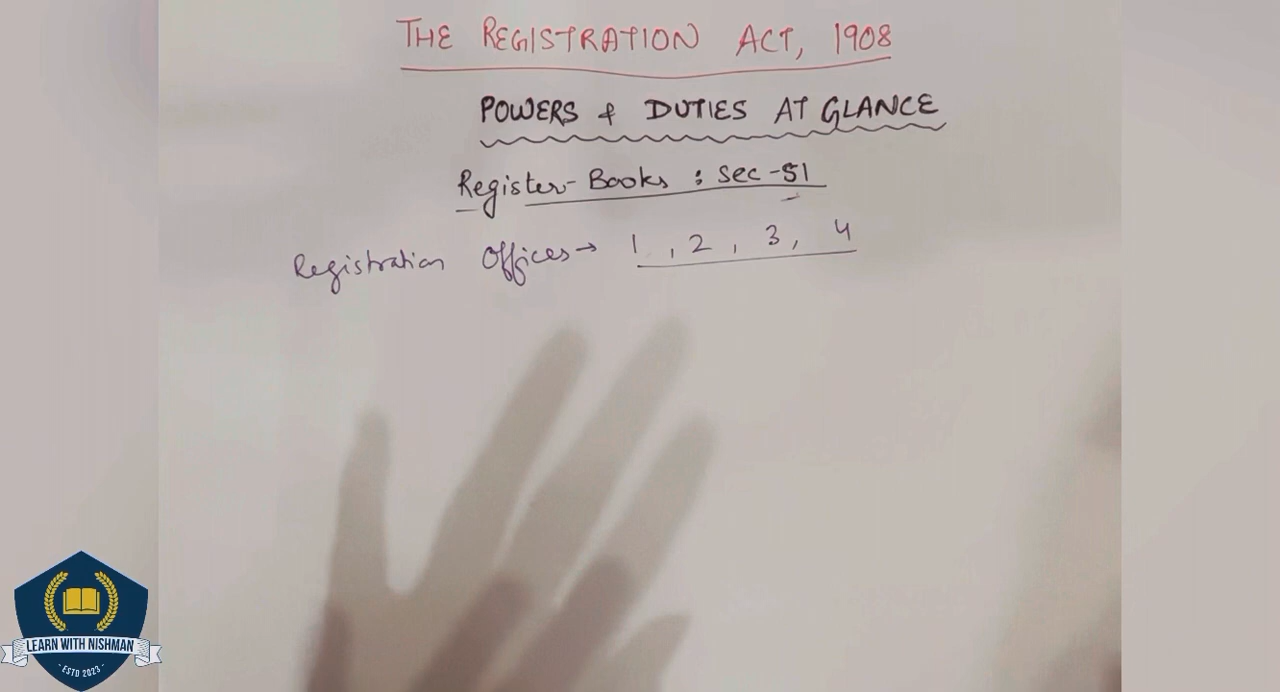 THE REGISTRATION ACT, 1908
POWERS & DUTIES AT GLANCE
Register-Books : Sec-51
Registration Offices → 1, 2, 3, 4
LEARN WITH NISHMAN
- ESTD 2023 -